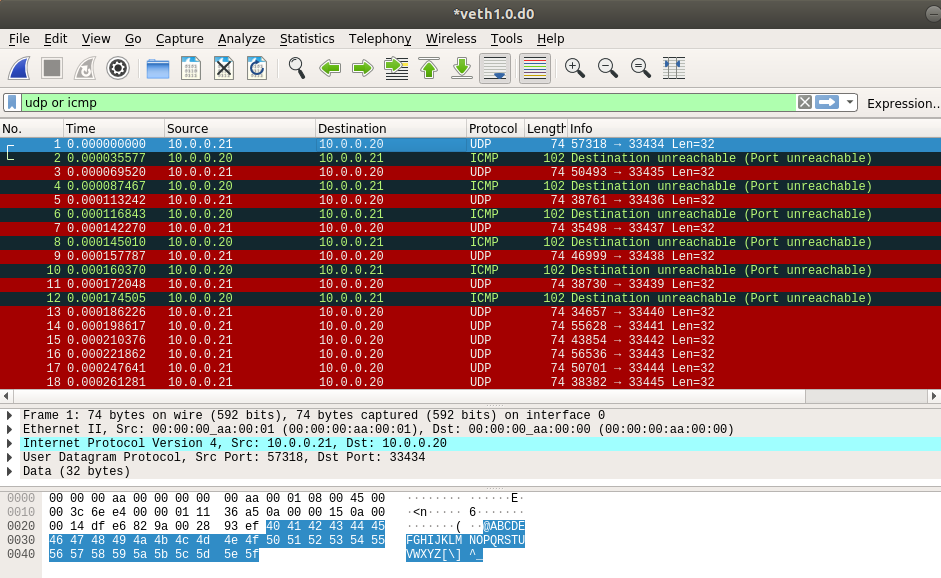 *veth1.0.d0
File Edit View Go Capture Analyze Statistics Telephony Wireless Tools Help
udp or icmp Expression...
No. Time Source Destination Protocol Length Info
1 0.000000000 10.0.0.21 10.0.0.20 UDP 74 57318 → 33434 Len=32
2 0.000035577 10.0.0.20 10.0.0.21 ICMP 102 Destination unreachable (Port unreachable)
3 0.000069520 10.0.0.21 10.0.0.20 UDP 74 50493 → 33435 Len=32
4 0.000087467 10.0.0.20 10.0.0.21 ICMP 102 Destination unreachable (Port unreachable)
5 0.000113242 10.0.0.21 10.0.0.20 UDP 74 38761 → 33436 Len=32
6 0.000116843 10.0.0.20 10.0.0.21 ICMP 102 Destination unreachable (Port unreachable)
7 0.000142270 10.0.0.21 10.0.0.20 UDP 74 35498 → 33437 Len=32
8 0.000145010 10.0.0.20 10.0.0.21 ICMP 102 Destination unreachable (Port unreachable)
9 0.000157787 10.0.0.21 10.0.0.20 UDP 74 46999 → 33438 Len=32
10 0.000160370 10.0.0.20 10.0.0.21 ICMP 102 Destination unreachable (Port unreachable)
11 0.000172048 10.0.0.21 10.0.0.20 UDP 74 38730 → 33439 Len=32
12 0.000174505 10.0.0.20 10.0.0.21 ICMP 102 Destination unreachable (Port unreachable)
13 0.000186226 10.0.0.21 10.0.0.20 UDP 74 34657 → 33440 Len=32
14 0.000198617 10.0.0.21 10.0.0.20 UDP 74 55628 → 33441 Len=32
15 0.000210376 10.0.0.21 10.0.0.20 UDP 74 43854 → 33442 Len=32
16 0.000221862 10.0.0.21 10.0.0.20 UDP 74 56536 → 33443 Len=32
17 0.000247641 10.0.0.21 10.0.0.20 UDP 74 50701 → 33444 Len=32
18 0.000261281 10.0.0.21 10.0.0.20 UDP 74 38382 → 33445 Len=32
Frame 1: 74 bytes on wire (592 bits), 74 bytes captured (592 bits) on interface 0
Ethernet II, Src: 00:00:00_aa:00:01 (00:00:00:aa:00:01), Dst: 00:00:00_aa:00:00 (00:00:00:aa:00:00)
Internet Protocol Version 4, Src: 10.0.0.21, Dst: 10.0.0.20
User Datagram Protocol, Src Port: 57318, Dst Port: 33434
Data (32 bytes)
0000 00 00 00 aa 00 00 00 00 00 aa 00 01 08 00 45 00 ········ ······E·
0010 00 3c 6e e4 00 00 01 11 36 a5 0a 00 00 15 0a 00 ·<n····· 6·······
0020 00 14 df e6 82 9a 00 28 93 ef 40 41 42 43 44 45 ·······( ··@ABCDE
0030 46 47 48 49 4a 4b 4c 4d 4e 4f 50 51 52 53 54 55 FGHIJKLM NOPQRSTU
0040 56 57 58 59 5a 5b 5c 5d 5e 5f VWXYZ[\] ^_